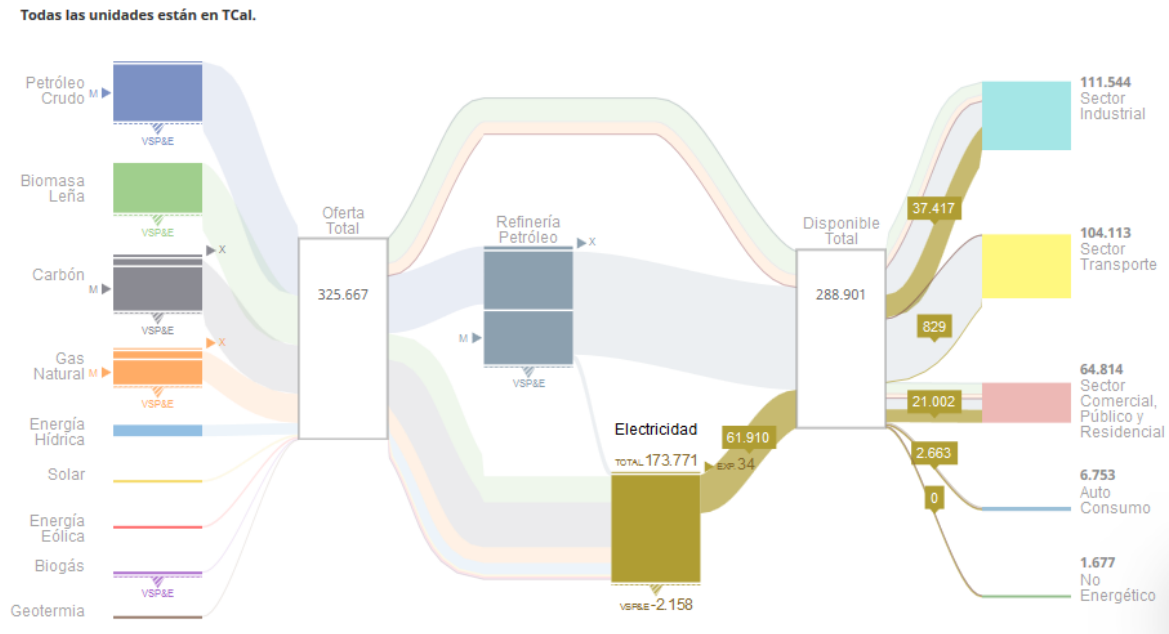 Todas las unidades están en TCal.
Petróleo
Crudo
M
VSP&E
Biomasa
Leña
VSP&E
X
Carbón
M
VSP&E
X
Gas
Natural
M
VSP&E
Energía
Hídrica
Solar
Energía
Eólica
Biogás
VSP&E
Geotermia
Oferta
Total
325.667
Refinería
Petróleo
X
M
VSP&E
Electricidad
TOTAL 173.771
EXP. 34
VSP&E -2.158
61.910
Disponible
Total
288.901
37.417
829
21.002
2.663
0
111.544
Sector
Industrial
104.113
Sector
Transporte
64.814
Sector
Comercial,
Público y
Residencial
6.753
Auto
Consumo
1.677
No
Energético